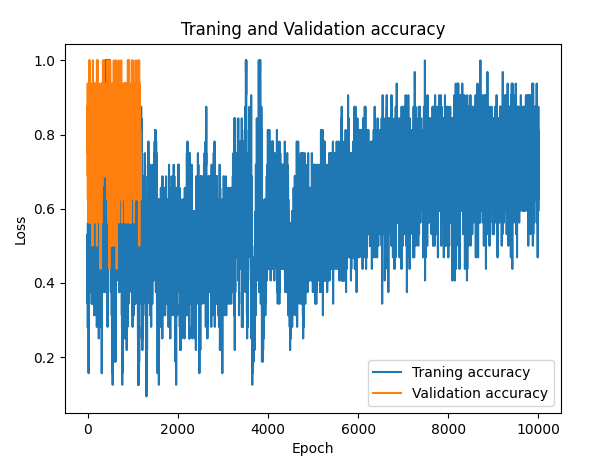 Traning and Validation accuracy
1.0
0.8
0.6
0.4
0.2
Loss
0
2000
4000
6000
8000
10000
Epoch
Traning accuracy
Validation accuracy